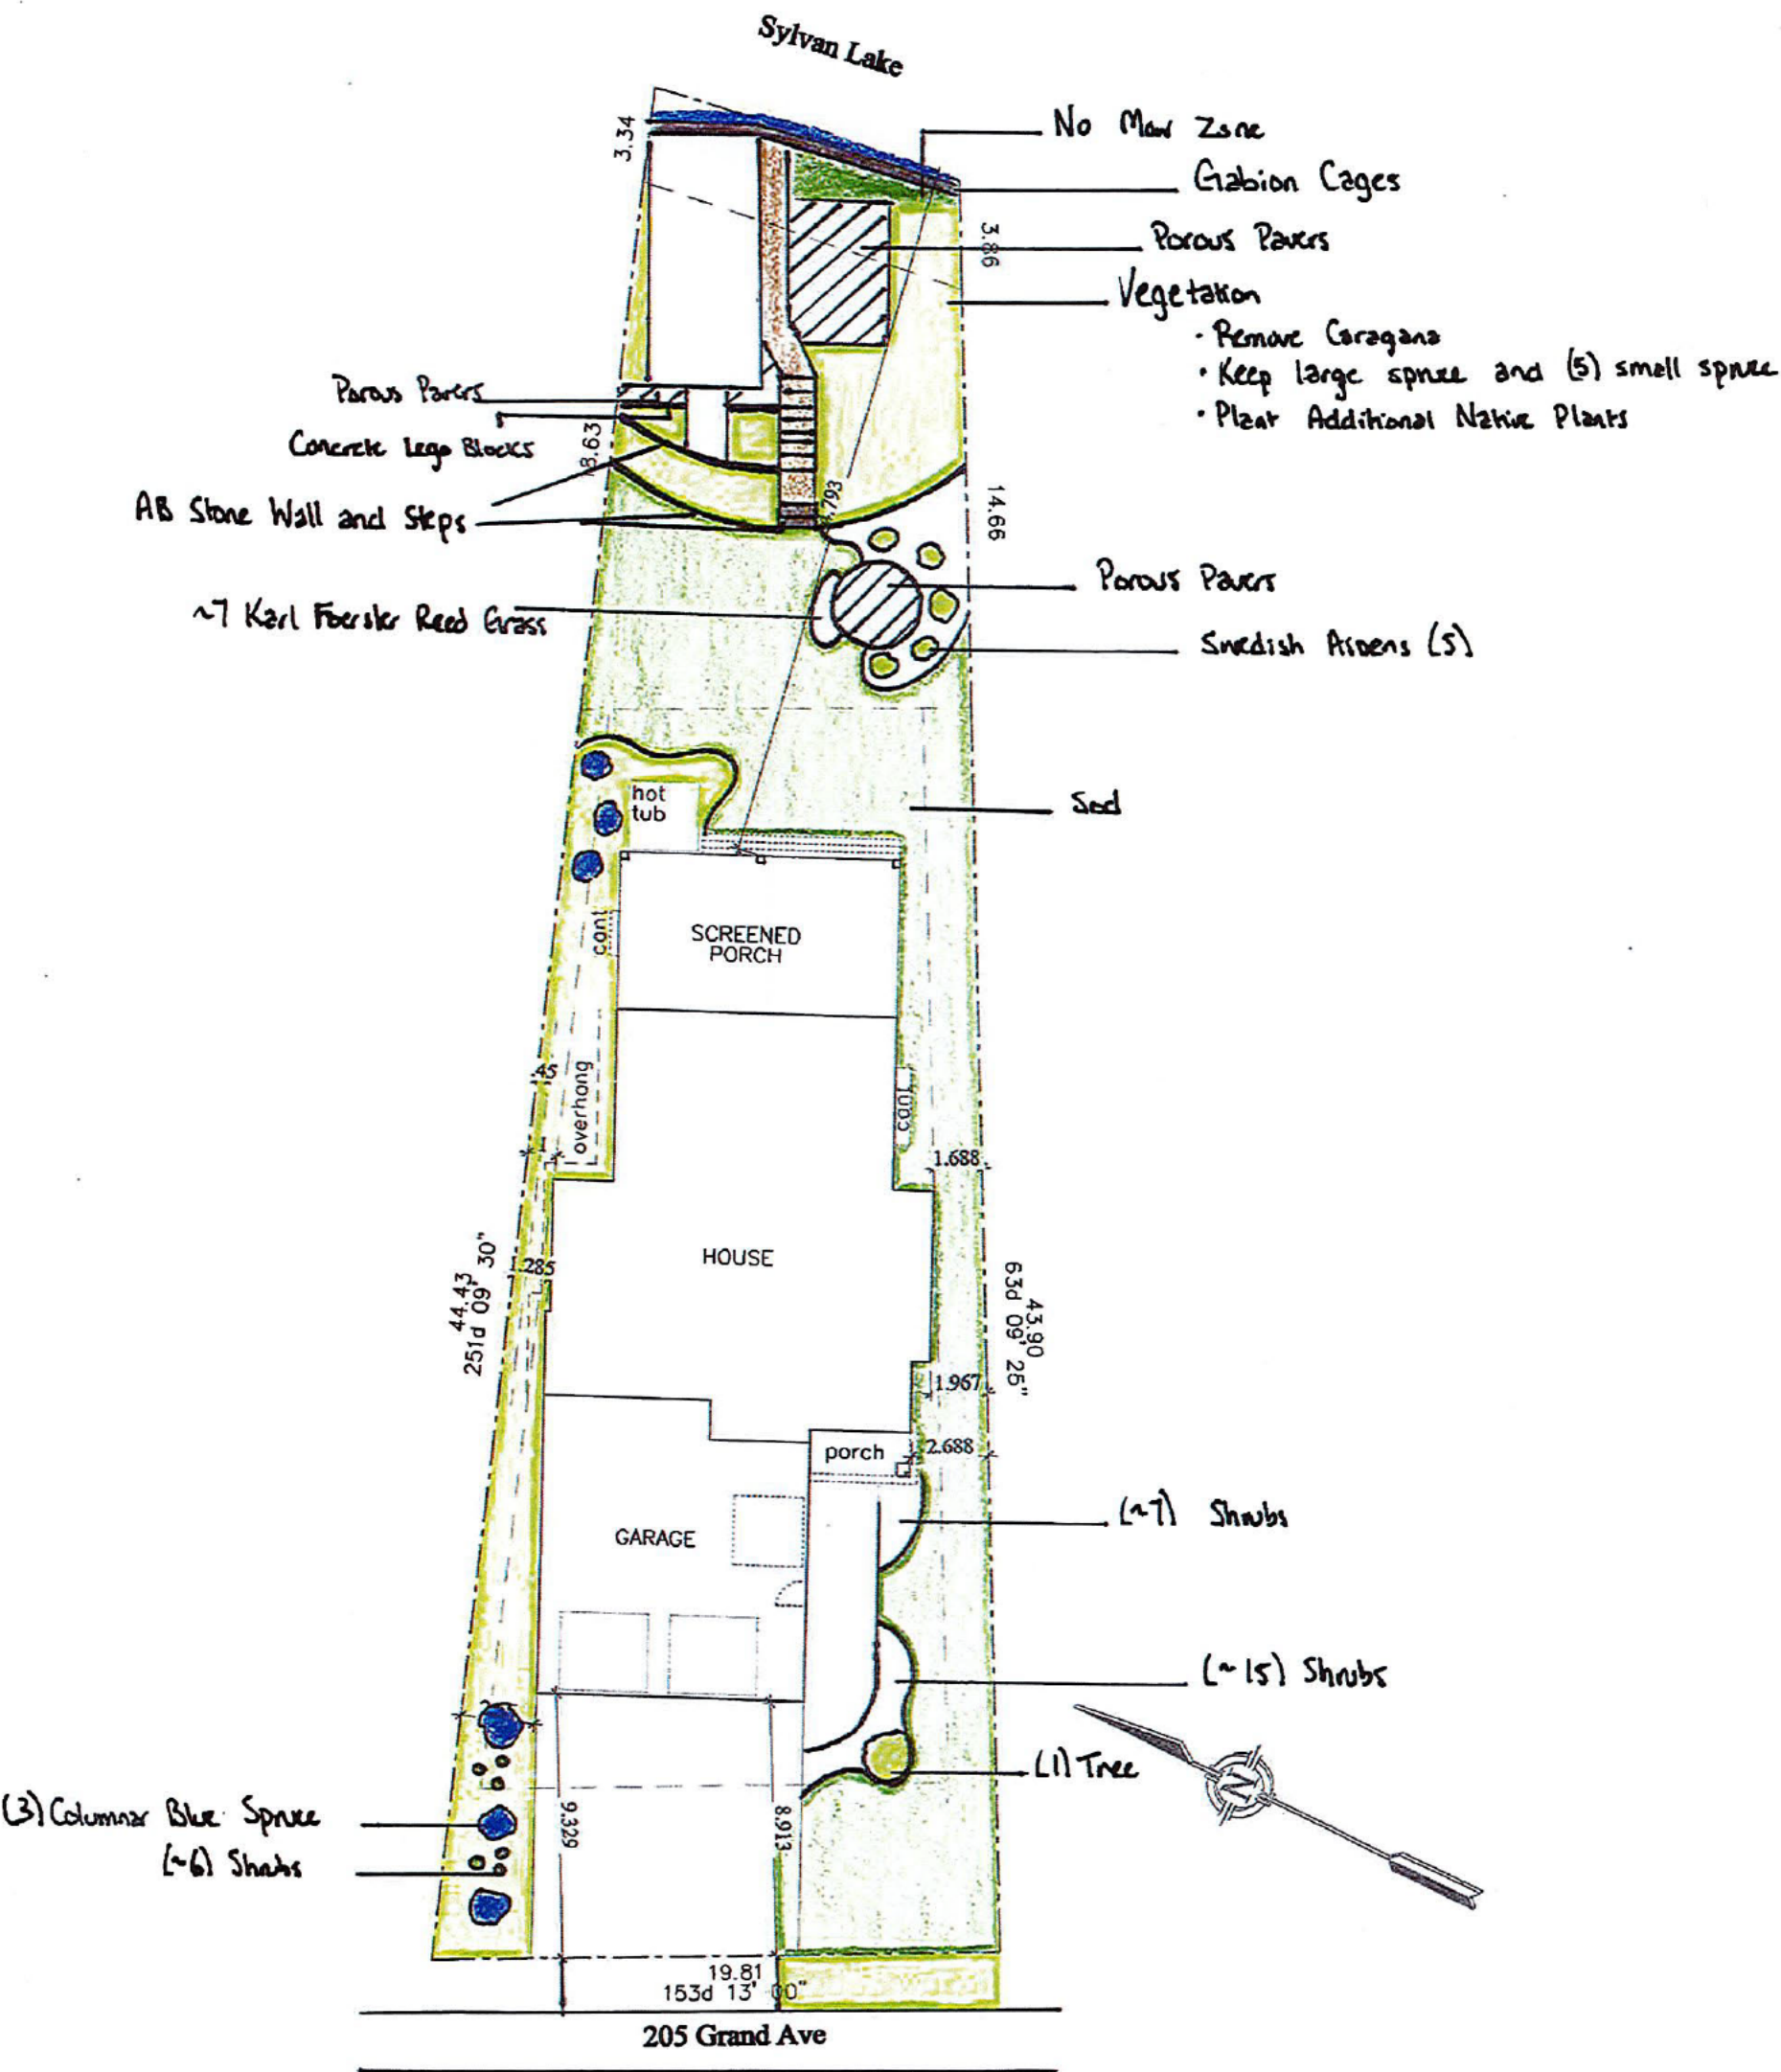 Sylvan Lake
3.34
No Mow Zone
Gabion Cages
Porous Pavers
3.86
Vegetation
· Remove Caragana
· Keep large spruce and (5) small spruce
· Plant Additional Native Plants
Porous Pavers
&
Concrete Lego Blocks
18.63
AB Stone Wall and Steps
14.66
Porous Pavers
~7 Karl Foerster Reed Grass
Swedish Aspens (5)
hot
tub
Sod
cant
SCREENED
PORCH
.45
overhang
cant
1
1.688
HOUSE
1.285
44.43
251d 09' 30"
43.90
63d 09' 25"
1.967
porch
2.688
(~7) Shrubs
GARAGE
(~15) Shrubs
(1) Tree
N
(3) Columnar Blue Spruce
(~6) Shrubs
9.329
8.913
19.81
153d 13' 00"
205 Grand Ave